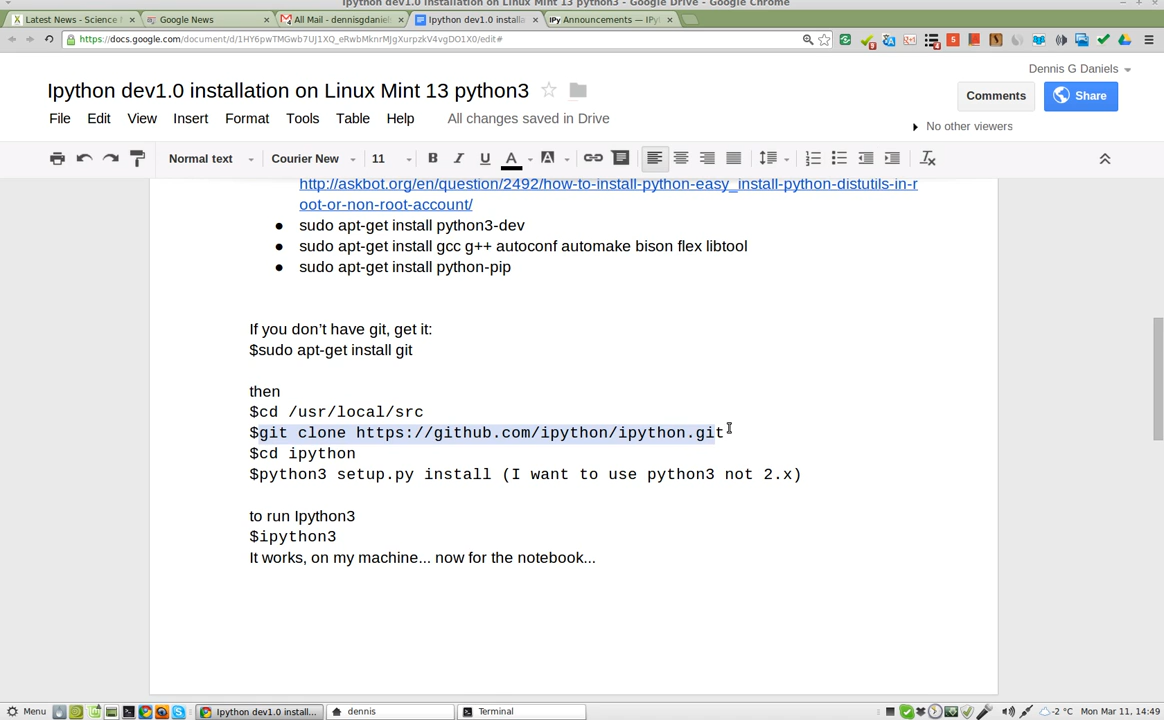 Ipython dev1.0 installation on Linux Mint 13 python3 - Google Drive - Google Chrome
Latest News - Science
Google News
All Mail - dennisgdaniel
Ipython dev1.0 installa
IPy Announcements — IPy
https://docs.google.com/document/d/1HY6pwTMGwb7UJ1XQ_eRwbMknrMJgXurpzkV4vgDO1X0/edit#
Dennis G Daniels
Ipython dev1.0 installation on Linux Mint 13 python3
Comments
Share
File Edit View Insert Format Tools Table Help All changes saved in Drive
No other viewers
Normal text Courier New 11 B I U A A
http://askbot.org/en/question/2492/how-to-install-python-easy_install-python-distutils-in-r
oot-or-non-root-account/
● sudo apt-get install python3-dev
● sudo apt-get install gcc g++ autoconf automake bison flex libtool
● sudo apt-get install python-pip
If you don’t have git, get it:
$sudo apt-get install git
then
$cd /usr/local/src
$git clone https://github.com/ipython/ipython.git
$cd ipython
$python3 setup.py install (I want to use python3 not 2.x)
to run Ipython3
$ipython3
It works, on my machine... now for the notebook...
Menu
Ipython dev1.0 install...
dennis
Terminal
-2 °C Mon Mar 11, 14:49